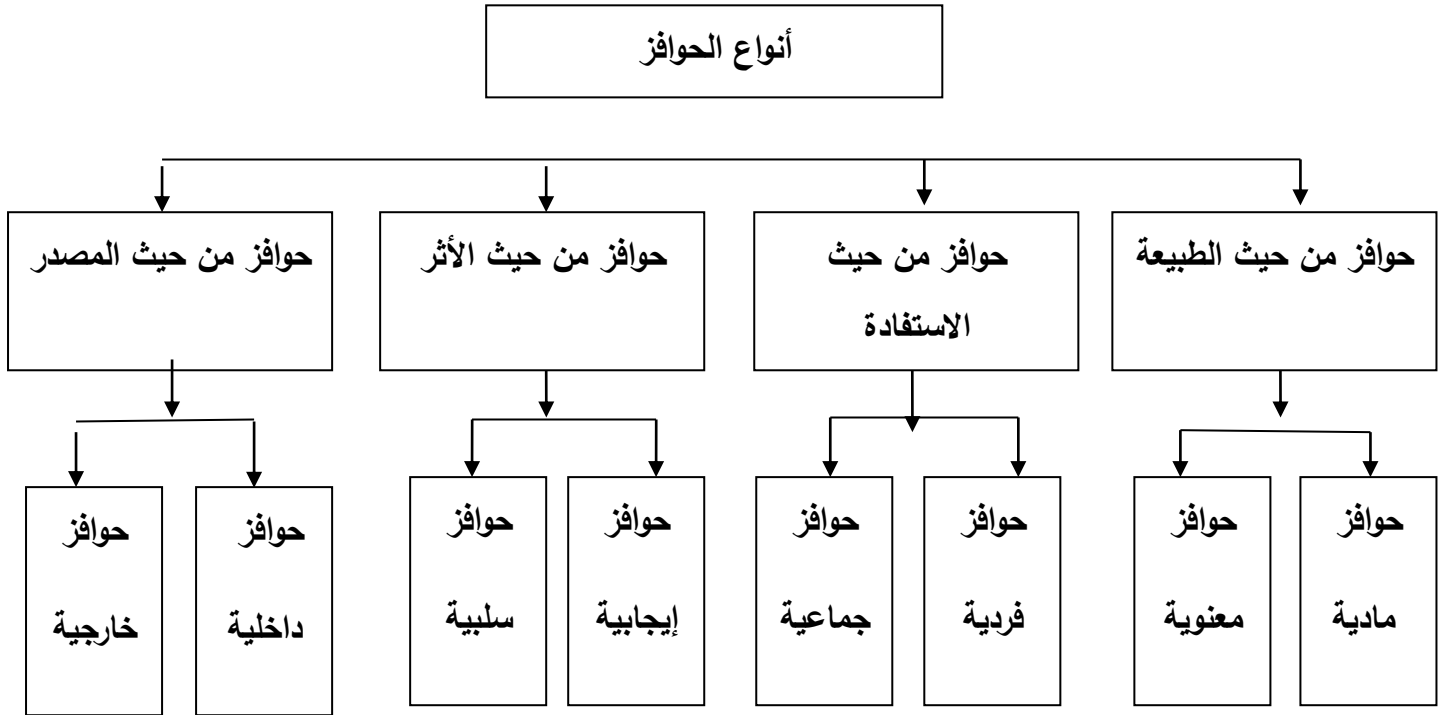 أنواع الحوافز
حوافز من حيث الطبيعة
حوافز من حيث
الاستفادة
حوافز من حيث الأثر
حوافز من حيث المصدر
حوافز
مادية
حوافز
معنوية
حوافز
فردية
حوافز
جماعية
حوافز
إيجابية
حوافز
سلبية
حوافز
داخلية
حوافز
خارجية